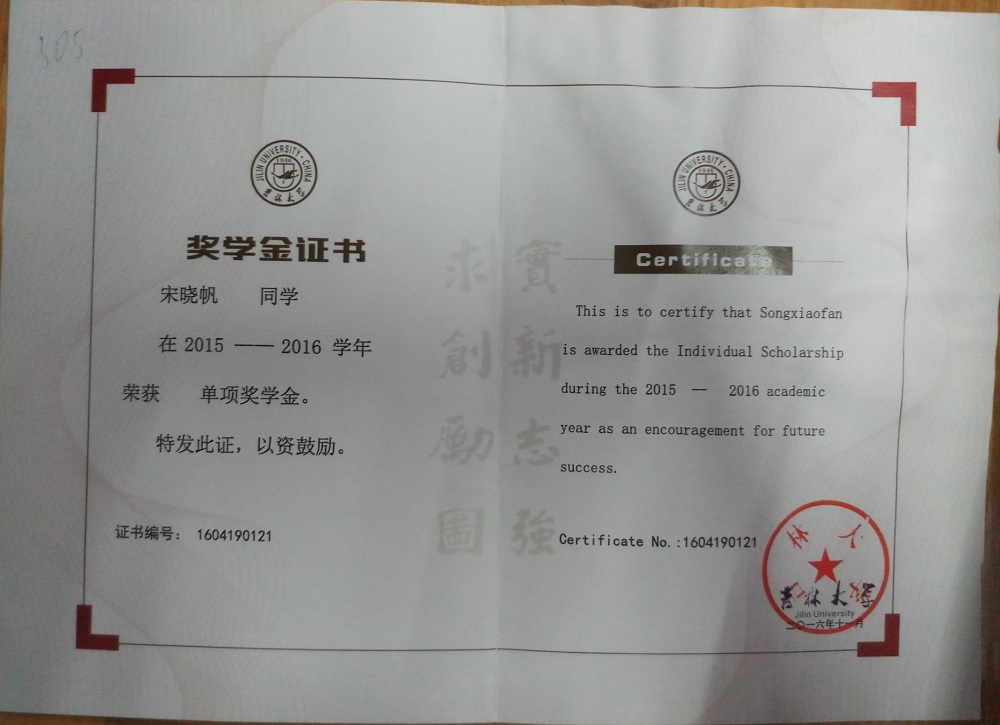 305
JILIN UNIVERSITY · CHINA
1946
吉林大学
奖学金证书
宋晓帆 同学
在 2015 —— 2016 学年
荣获 单项奖学金。
特发此证，以资鼓励。
证书编号： 1604190121
求實
創新
勵志
圖強
JILIN UNIVERSITY · CHINA
1946
吉林大学
Certificate
This is to certify that Songxiaofan
is awarded the Individual Scholarship
during the 2015 — 2016 academic
year as an encouragement for future
success.
Certificate No.:1604190121
吉林大学
吉林大学
Jilin University
二〇一六年十一月